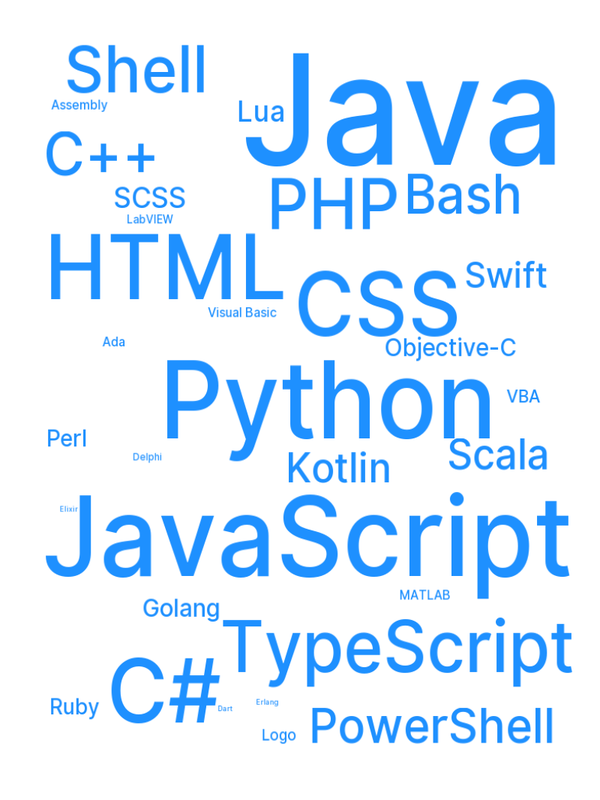 Shell
Java
Assembly
Lua
C++
SCSS
PHP
Bash
LabVIEW
HTML
CSS
Swift
Visual Basic
Ada
Objective-C
Python
VBA
Perl
Delphi
Kotlin
Scala
Elixir
JavaScript
MATLAB
Golang
TypeScript
C#
Ruby
Dart
Erlang
Logo
PowerShell